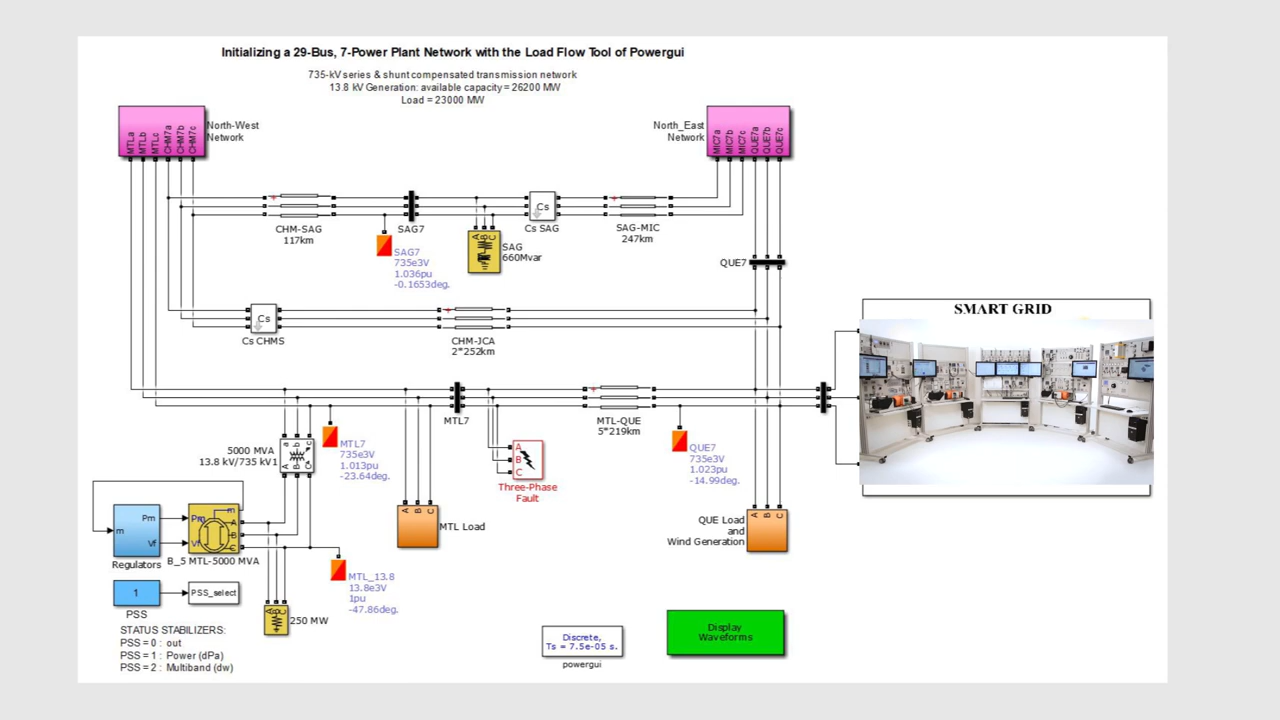 Initializing a 29-Bus, 7-Power Plant Network with the Load Flow Tool of Powergui
735-kV series & shunt compensated transmission network
13.8 kV Generation: available capacity = 26200 MW
Load = 23000 MW
MTLa
MTLb
MTLc
CHM7a
CHM7b
CHM7c
North-West
Network
North_East
Network
MIC7a
MIC7b
MIC7c
QUE7a
QUE7b
QUE7c
CHM-SAG
117km
SAG7
SAG7
735e3V
1.036pu
-0.1653deg.
A
B
C
SAG
660Mvar
Cs
Cs SAG
SAG-MIC
247km
QUE7
Cs
Cs CHMS
CHM-JCA
2*252km
SMART GRID
MTL7
MTL-QUE
5*219km
5000 MVA
13.8 kV/735 kV1
a
b
c
A
B
C
MTL7
735e3V
1.013pu
-23.64deg.
A
B
C
Three-Phase
Fault
QUE7
735e3V
1.023pu
-14.99deg.
A
B
C
MTL Load
QUE Load
and
Wind Generation
A
B
C
m
Pm
Vf
Regulators
Pm
Vf
m
A
B
C
B_5 MTL-5000 MVA
MTL_13.8
13.8e3V
1pu
-47.86deg.
1
PSS
PSS_select
A
B
C
250 MW
STATUS STABILIZERS:
PSS = 0 : out
PSS = 1 : Power (dPa)
PSS = 2 : Multiband (dw)
Discrete,
Ts = 7.5e-05 s.
powergui
Display
Waveforms